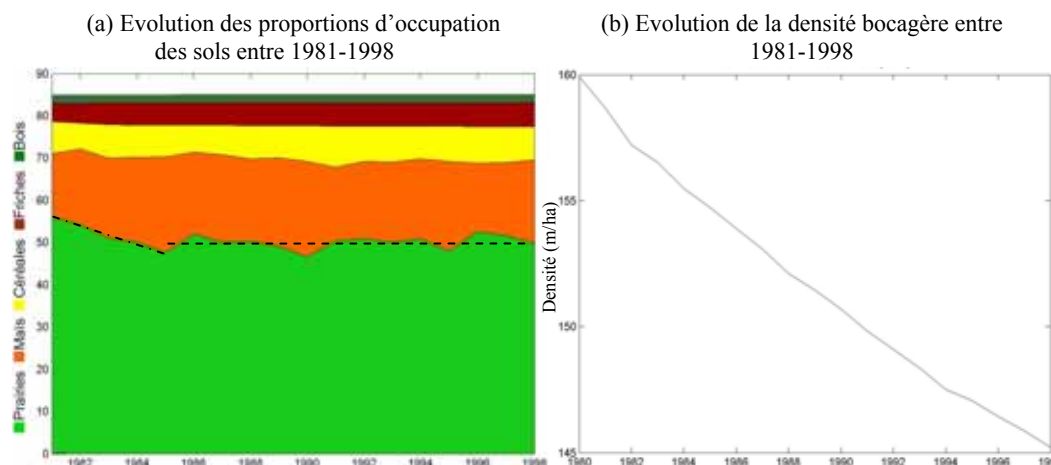 (a) Evolution des proportions d'occupation
des sols entre 1981-1998
90
80
70
60
50
40
30
20
10
0
Prairies Maïs Céréales Friches Bois
1982 1984 1986 1988 1990 1992 1994 1996 1998
(b) Evolution de la densité bocagère entre
1981-1998
160
155
150
145
Densité (m/ha)
1980 1982 1984 1986 1988 1990 1992 1994 1996